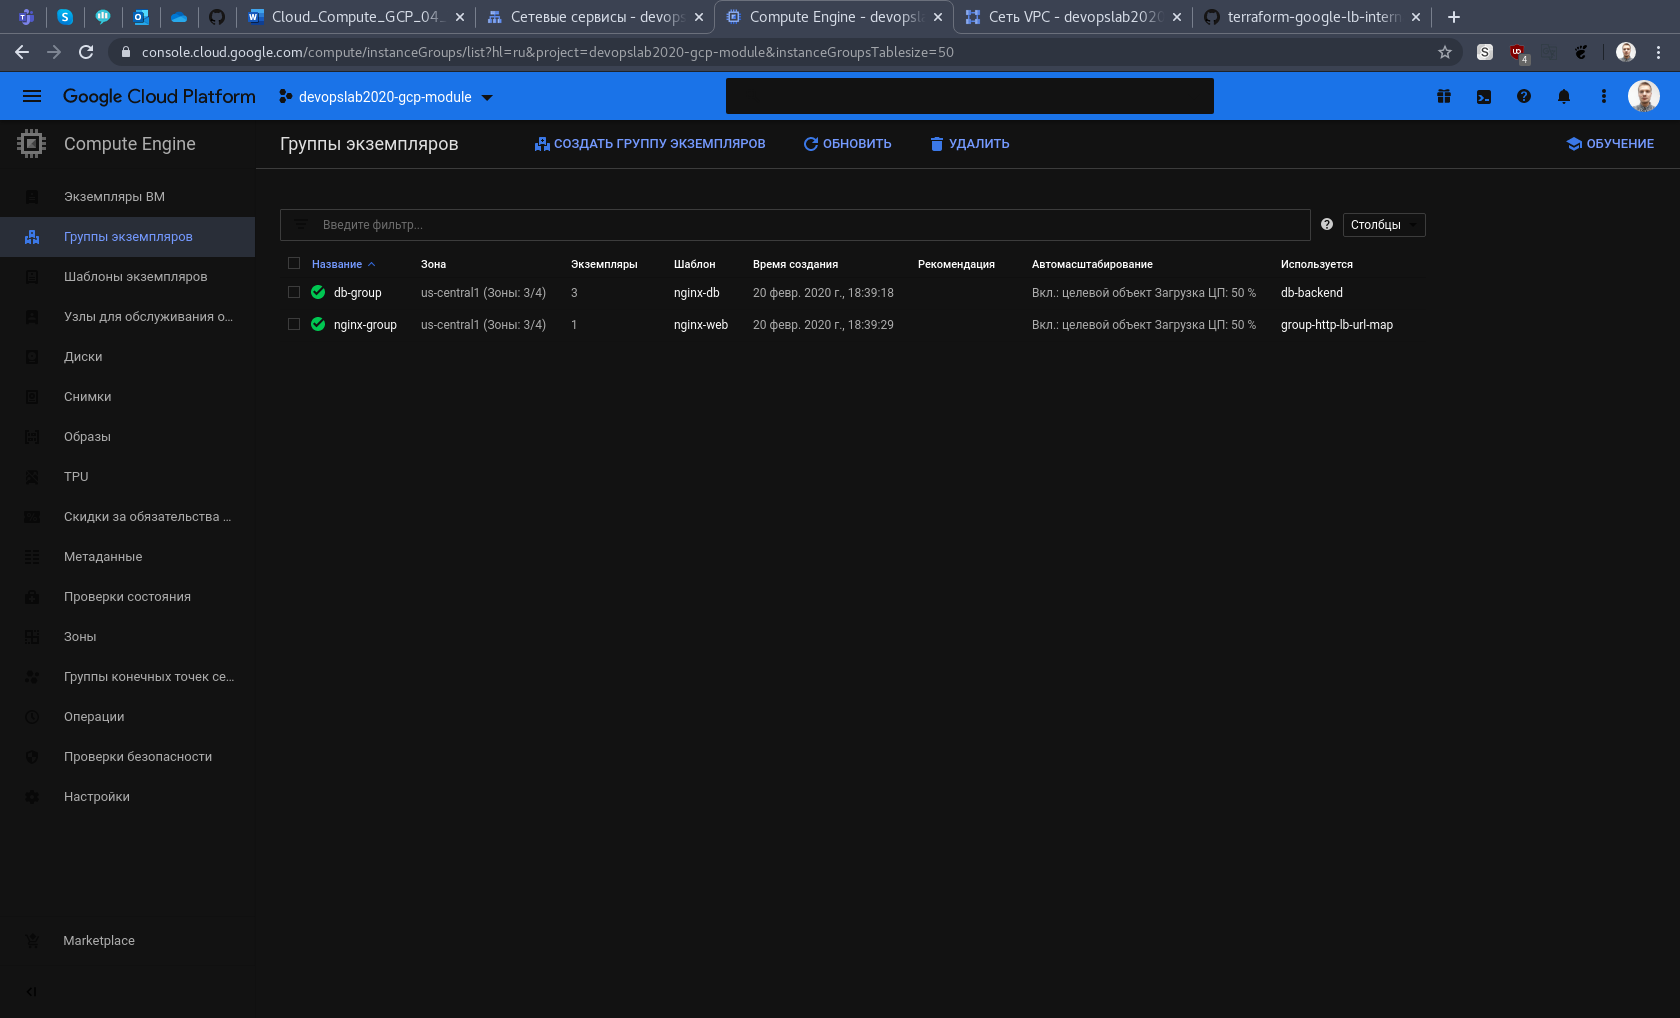 Cloud_Compute_GCP_04_
Сетевые сервисы - devops
Compute Engine - devopsl
Сеть VPC - devopslab2020
terraform-google-lb-intern
console.cloud.google.com/compute/instanceGroups/list?hl=ru&project=devopslab2020-gcp-module&instanceGroupsTablesize=50
S
4
Google Cloud Platform
devopslab2020-gcp-module
Compute Engine
Группы экземпляров
СОЗДАТЬ ГРУППУ ЭКЗЕМПЛЯРОВ
ОБНОВИТЬ
УДАЛИТЬ
ОБУЧЕНИЕ
Экземпляры ВМ
Группы экземпляров
Шаблоны экземпляров
Узлы для обслуживания о...
Диски
Снимки
Образы
TPU
Скидки за обязательства ...
Метаданные
Проверки состояния
Зоны
Группы конечных точек се...
Операции
Проверки безопасности
Настройки
Marketplace
Введите фильтр...
Столбцы
Название Зона Экземпляры Шаблон Время создания Рекомендация Автомасштабирование Используется
db-group us-central1 (Зоны: 3/4) 3 nginx-db 20 февр. 2020 г., 18:39:18 Вкл.: целевой объект Загрузка ЦП: 50 % db-backend
nginx-group us-central1 (Зоны: 3/4) 1 nginx-web 20 февр. 2020 г., 18:39:29 Вкл.: целевой объект Загрузка ЦП: 50 % group-http-lb-url-map